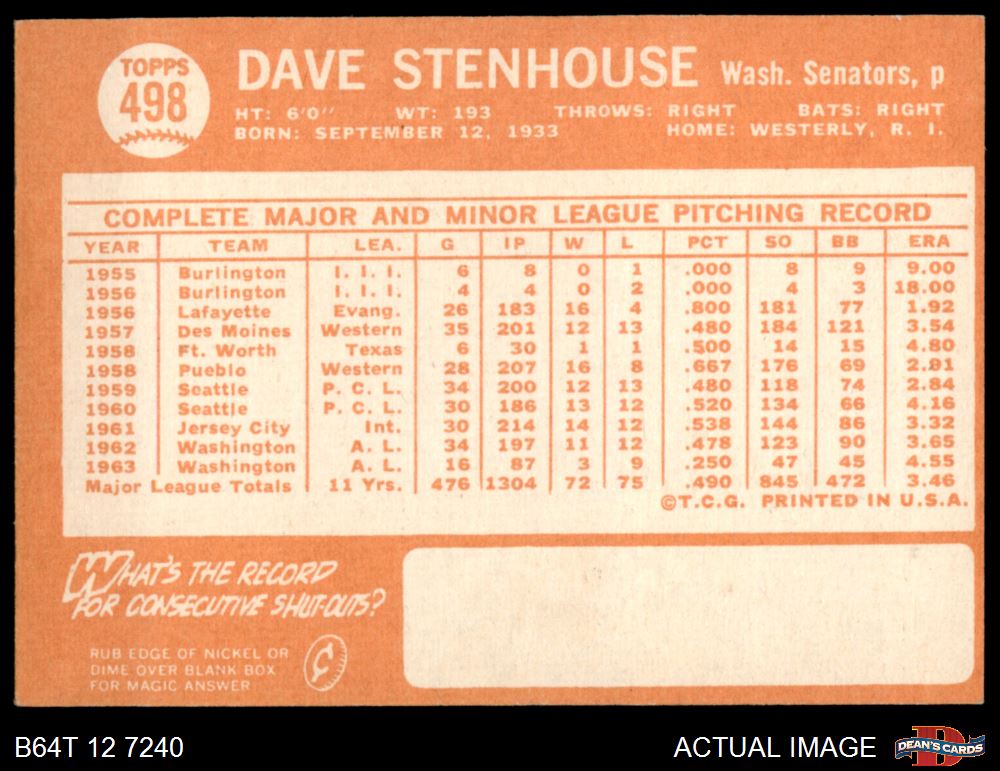 TOPPS
498
DAVE STENHOUSE Wash. Senators, p
HT: 6'0'' WT: 193 THROWS: RIGHT BATS: RIGHT
BORN: SEPTEMBER 12, 1933 HOME: WESTERLY, R. I.
COMPLETE MAJOR AND MINOR LEAGUE PITCHING RECORD
YEAR TEAM LEA. G IP W L PCT SO BB ERA
1955 Burlington I. I. I. 6 8 0 1 .000 8 9 9.00
1956 Burlington I. I. I. 4 4 0 2 .000 4 3 18.00
1956 Lafayette Evang. 26 183 16 4 .800 181 77 1.92
1957 Des Moines Western 35 201 12 13 .480 184 121 3.54
1958 Ft. Worth Texas 6 30 1 1 .500 14 15 4.80
1958 Pueblo Western 28 207 16 8 .667 176 69 2.91
1959 Seattle P. C. L. 34 200 12 13 .480 118 74 2.84
1960 Seattle P. C. L. 30 186 13 12 .520 134 66 4.16
1961 Jersey City Int. 30 214 14 12 .538 144 86 3.32
1962 Washington A. L. 34 197 11 12 .478 123 90 3.65
1963 Washington A. L. 16 87 3 9 .250 47 45 4.55
Major League Totals 11 Yrs. 476 1304 72 75 .490 845 472 3.46
©T.C.G. PRINTED IN U.S.A.
WHAT'S THE RECORD
FOR CONSECUTIVE SHUT-OUTS?
RUB EDGE OF NICKEL OR
DIME OVER BLANK BOX
FOR MAGIC ANSWER
¢
B64T 12 7240 ACTUAL IMAGE DEAN'S CARDS